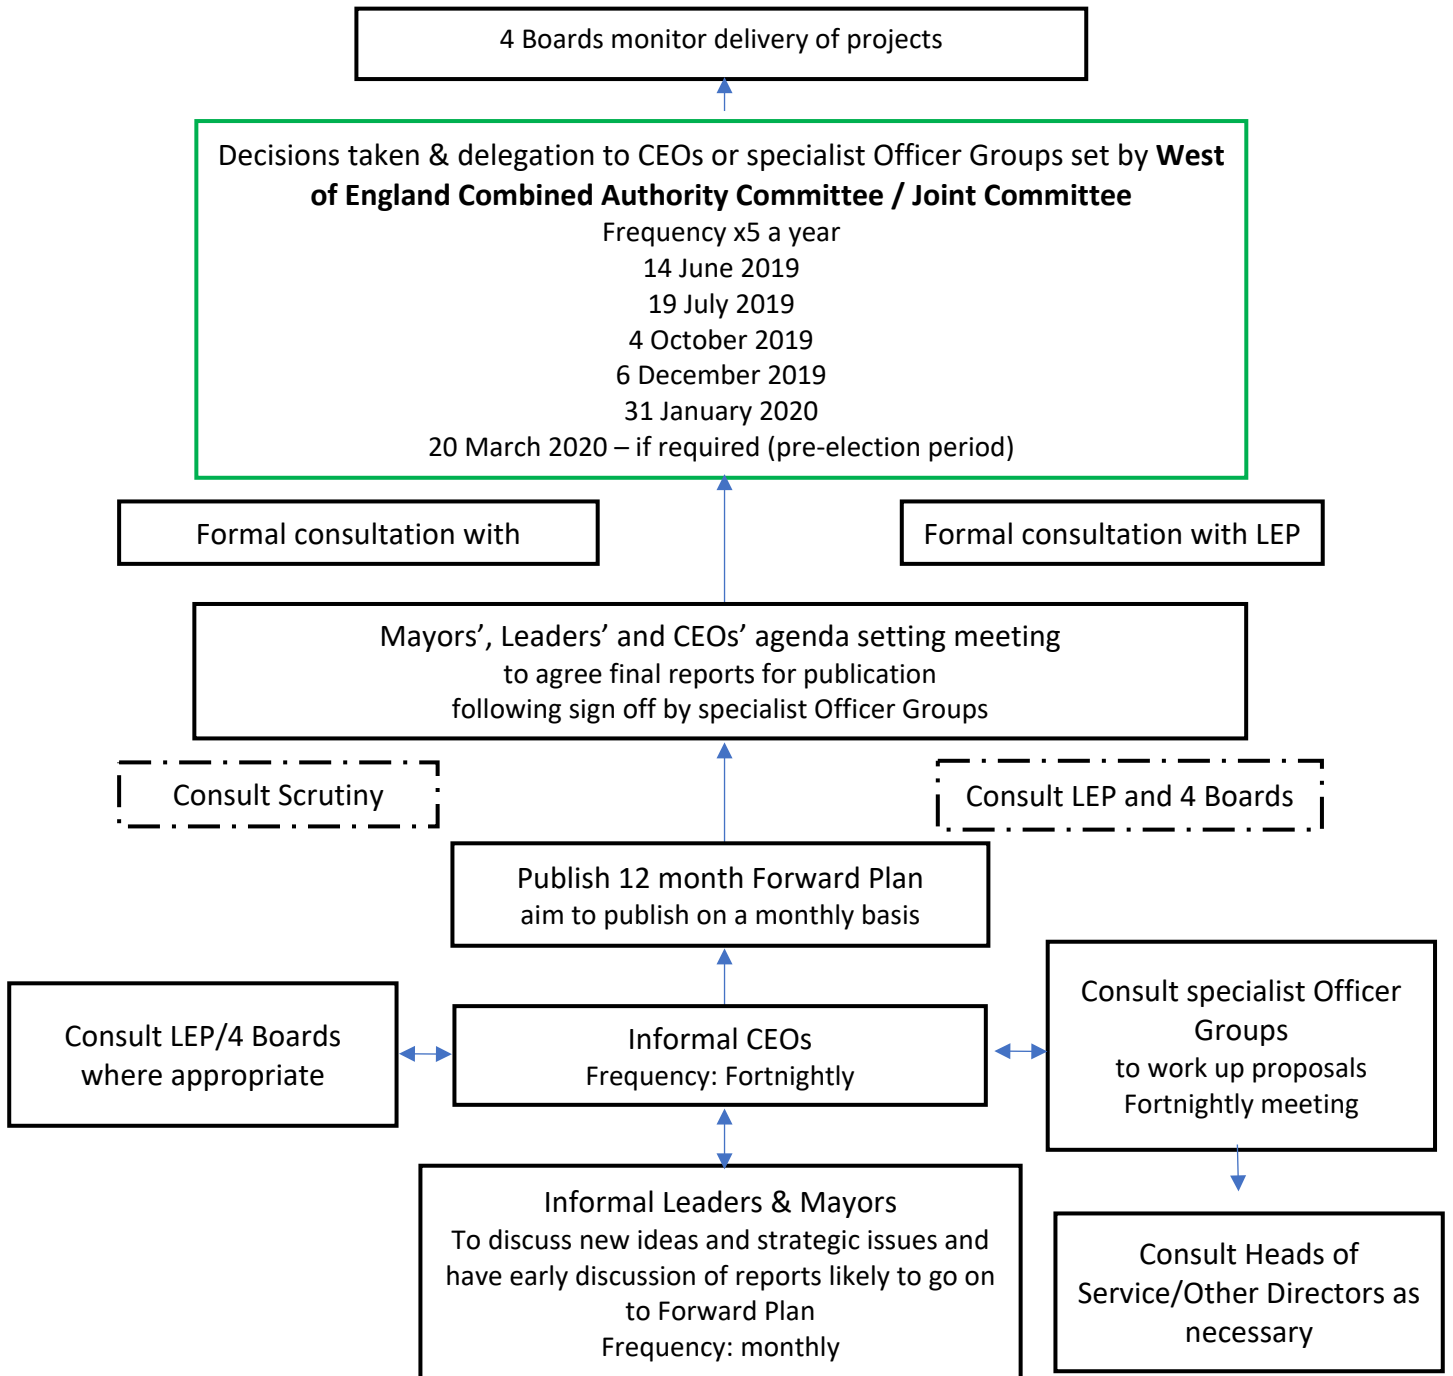 4 Boards monitor delivery of projects
Decisions taken & delegation to CEOs or specialist Officer Groups set by West
of England Combined Authority Committee / Joint Committee
Frequency x5 a year
14 June 2019
19 July 2019
4 October 2019
6 December 2019
31 January 2020
20 March 2020 – if required (pre-election period)
Formal consultation with
Formal consultation with LEP
Mayors’, Leaders’ and CEOs’ agenda setting meeting
to agree final reports for publication
following sign off by specialist Officer Groups
Consult Scrutiny
Consult LEP and 4 Boards
Publish 12 month Forward Plan
aim to publish on a monthly basis
Consult LEP/4 Boards
where appropriate
Informal CEOs
Frequency: Fortnightly
Consult specialist Officer
Groups
to work up proposals
Fortnightly meeting
Informal Leaders & Mayors
To discuss new ideas and strategic issues and
have early discussion of reports likely to go on
to Forward Plan
Frequency: monthly
Consult Heads of
Service/Other Directors as
necessary